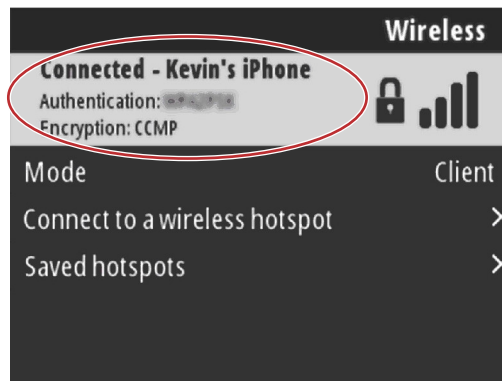 Wireless
Connected - Kevin's iPhone
Authentication:
Encryption: CCMP
Mode Client
Connect to a wireless hotspot
Saved hotspots